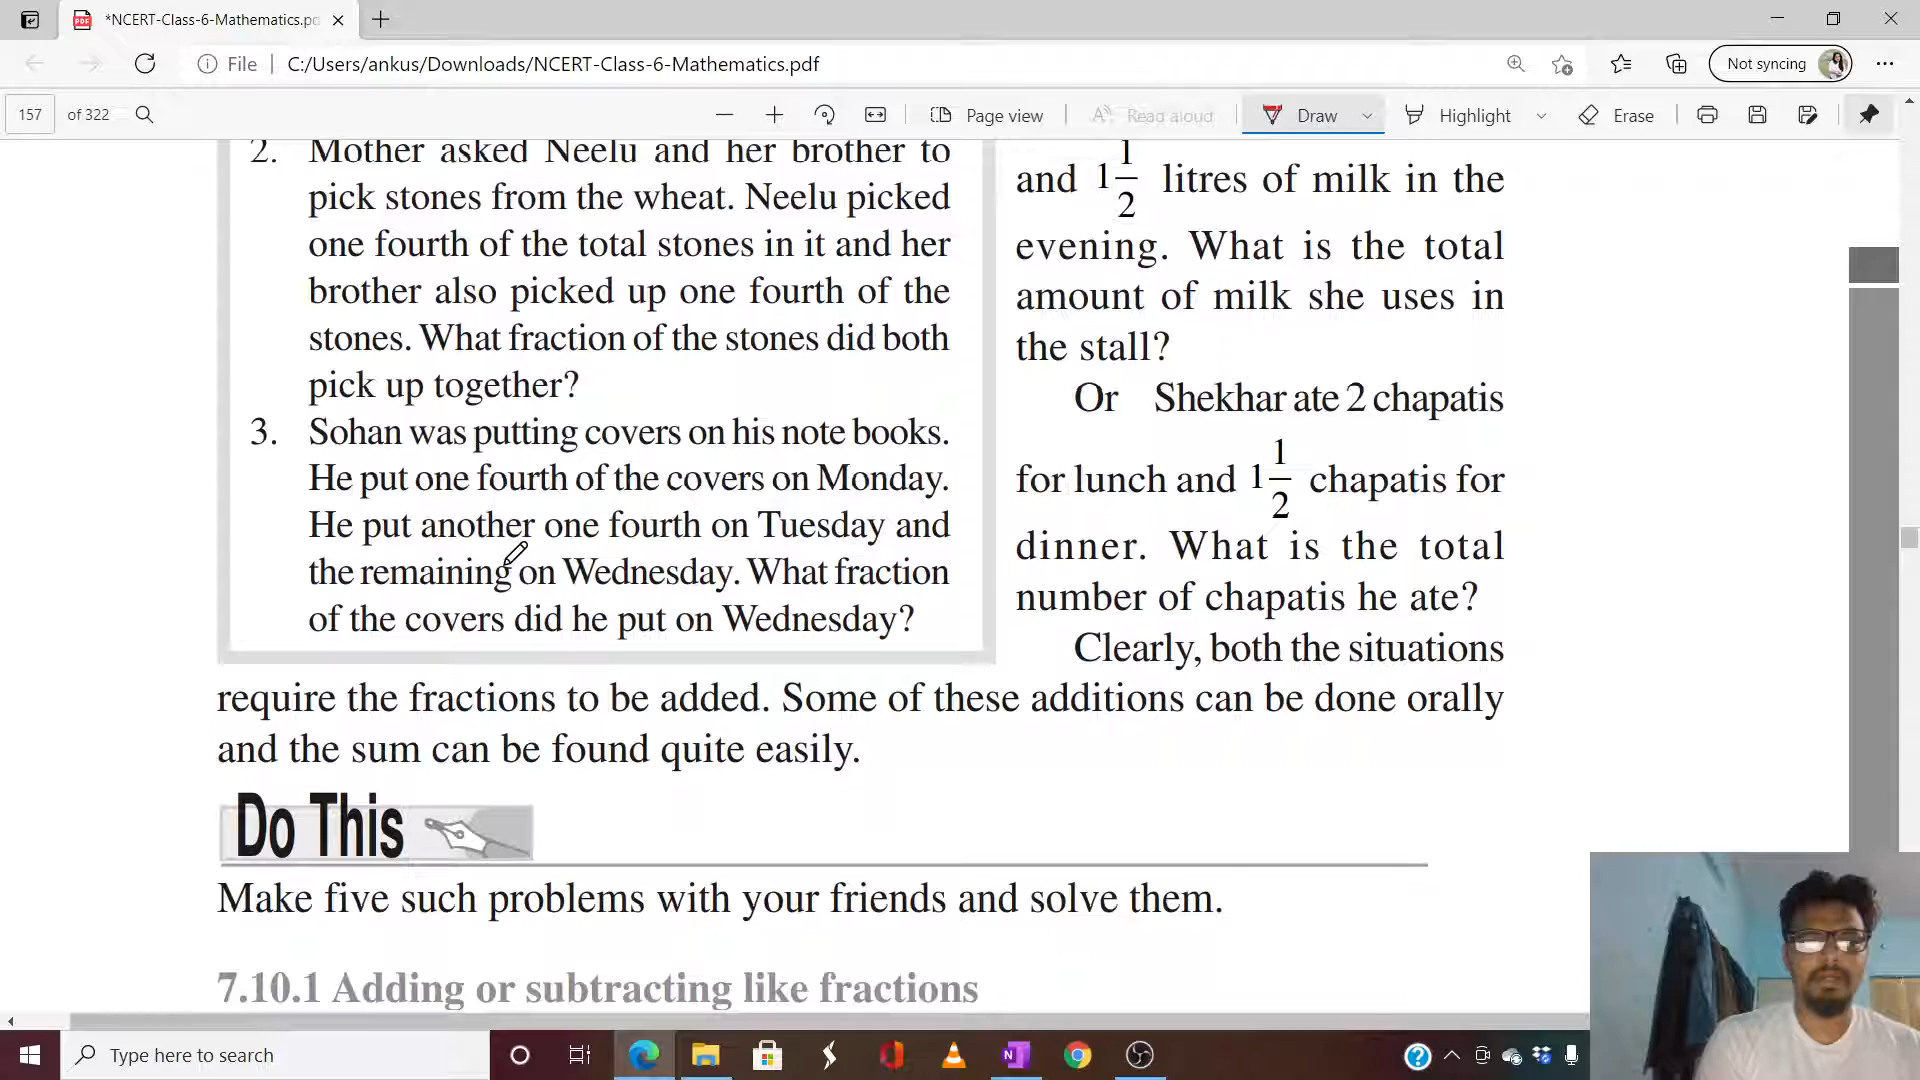 *NCERT-Class-6-Mathematics.pd
File
C:/Users/ankus/Downloads/NCERT-Class-6-Mathematics.pdf
Not syncing
157 of 322
Page view
Read aloud
Draw
Highlight
Erase
2. Mother asked Neelu and her brother to
pick stones from the wheat. Neelu picked
one fourth of the total stones in it and her
brother also picked up one fourth of the
stones. What fraction of the stones did both
pick up together?
3. Sohan was putting covers on his note books.
He put one fourth of the covers on Monday.
He put another one fourth on Tuesday and
the remaining on Wednesday. What fraction
of the covers did he put on Wednesday?
and 1 1/2 litres of milk in the
evening. What is the total
amount of milk she uses in
the stall?
Or Shekhar ate 2 chapatis
for lunch and 1 1/2 chapatis for
dinner. What is the total
number of chapatis he ate?
Clearly, both the situations
require the fractions to be added. Some of these additions can be done orally
and the sum can be found quite easily.
Do This
Make five such problems with your friends and solve them.
7.10.1 Adding or subtracting like fractions
Type here to search